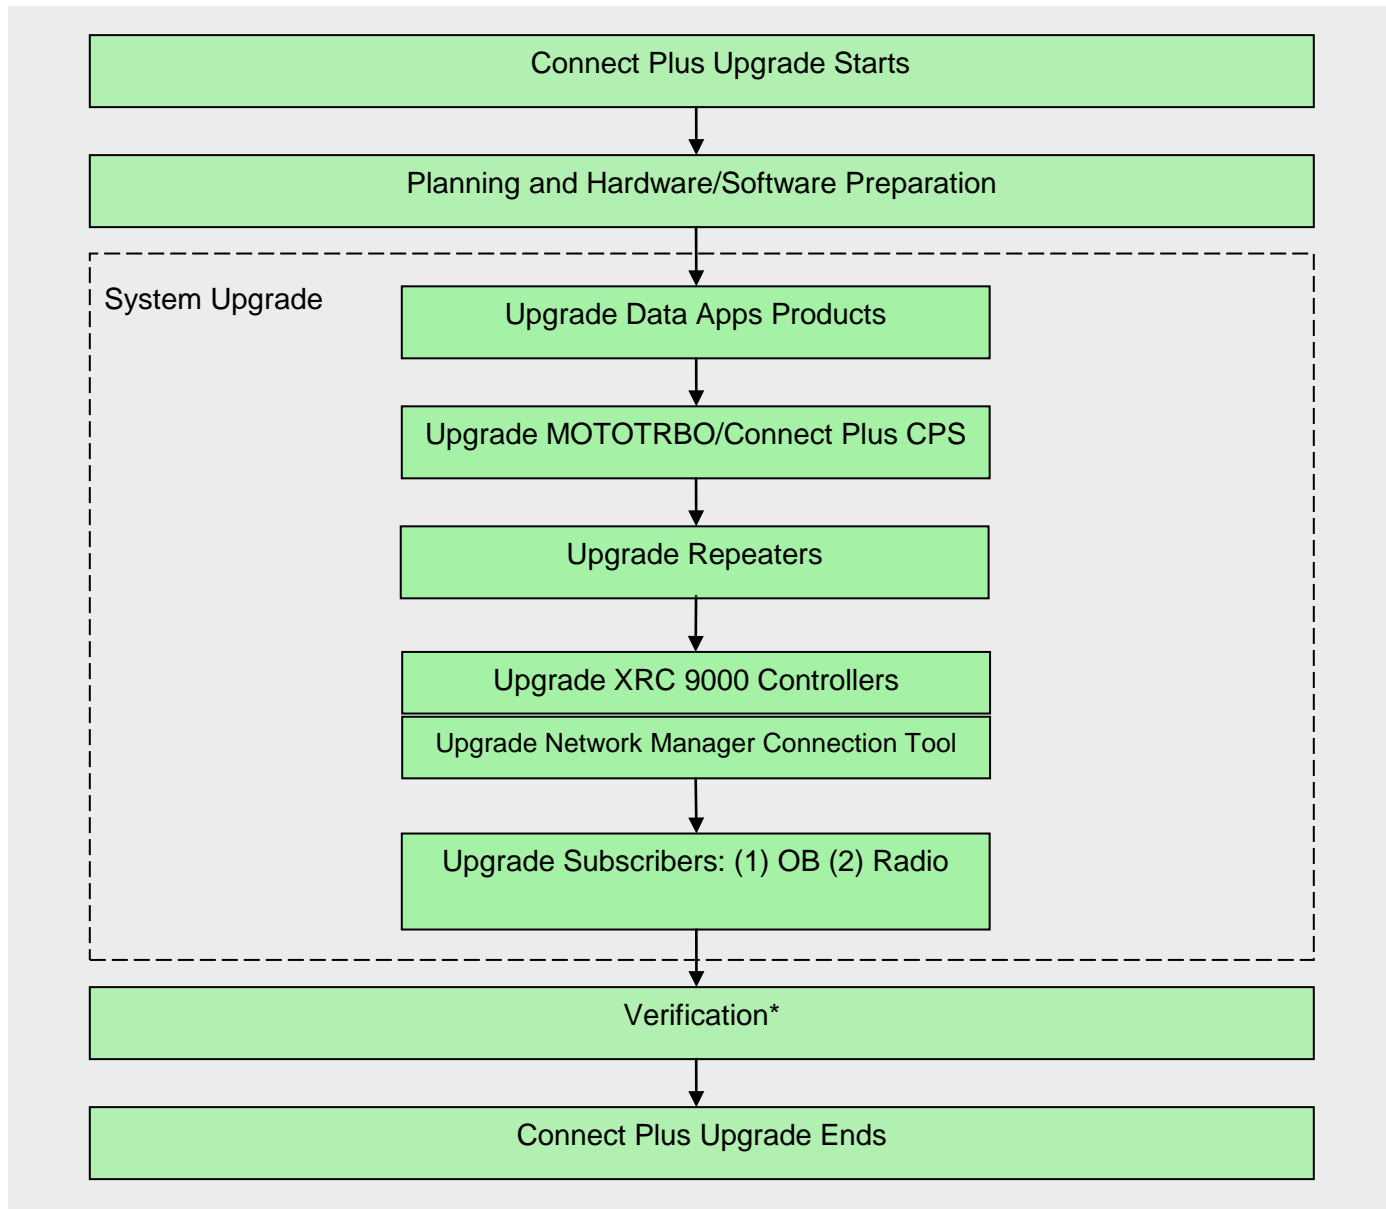 Connect Plus Upgrade Starts
Planning and Hardware/Software Preparation
System Upgrade
Upgrade Data Apps Products
Upgrade MOTOTRBO/Connect Plus CPS
Upgrade Repeaters
Upgrade XRC 9000 Controllers
Upgrade Network Manager Connection Tool
Upgrade Subscribers: (1) OB (2) Radio
Verification*
Connect Plus Upgrade Ends